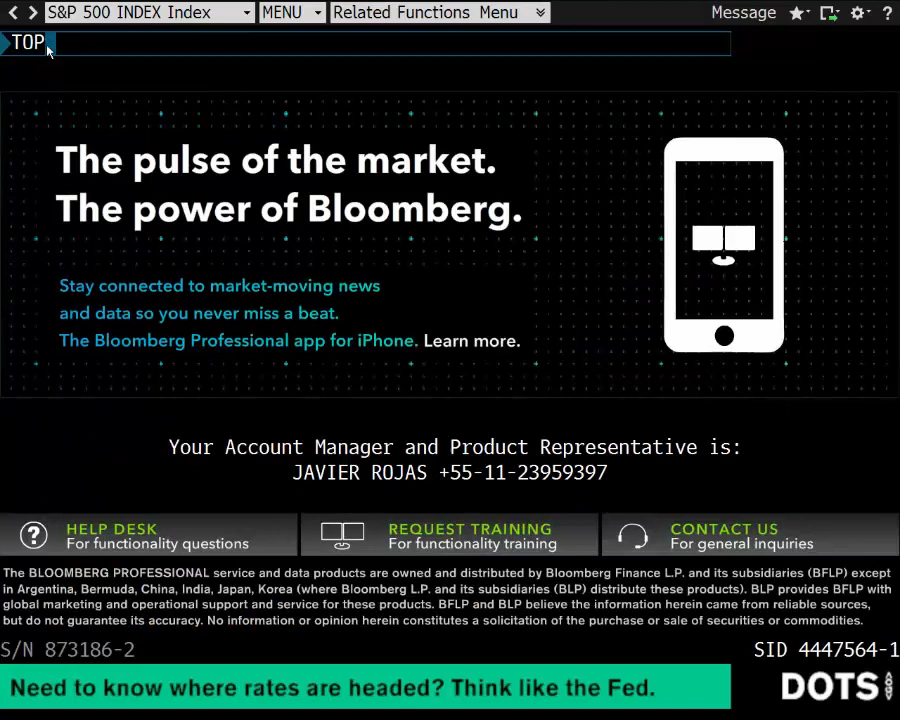 S&P 500 INDEX Index MENU Related Functions Menu Message ?
TOP
The pulse of the market.
The power of Bloomberg.
Stay connected to market-moving news
and data so you never miss a beat.
The Bloomberg Professional app for iPhone. Learn more.
Your Account Manager and Product Representative is:
JAVIER ROJAS +55-11-23959397
? HELP DESK
For functionality questions
REQUEST TRAINING
For functionality training
CONTACT US
For general inquiries
The BLOOMBERG PROFESSIONAL service and data products are owned and distributed by Bloomberg Finance L.P. and its subsidiaries (BFLP) except
in Argentina, Bermuda, China, India, Japan, Korea (where Bloomberg L.P. and its subsidiaries (BLP) distribute these products). BLP provides BFLP with
global marketing and operational support and service for these products. BFLP and BLP believe the information herein came from reliable sources,
but do not guarantee its accuracy. No information or opinion herein constitutes a solicitation of the purchase or sale of securities or commodities.
S/N 873186-2 SID 4447564-1
Need to know where rates are headed? Think like the Fed. DOTS